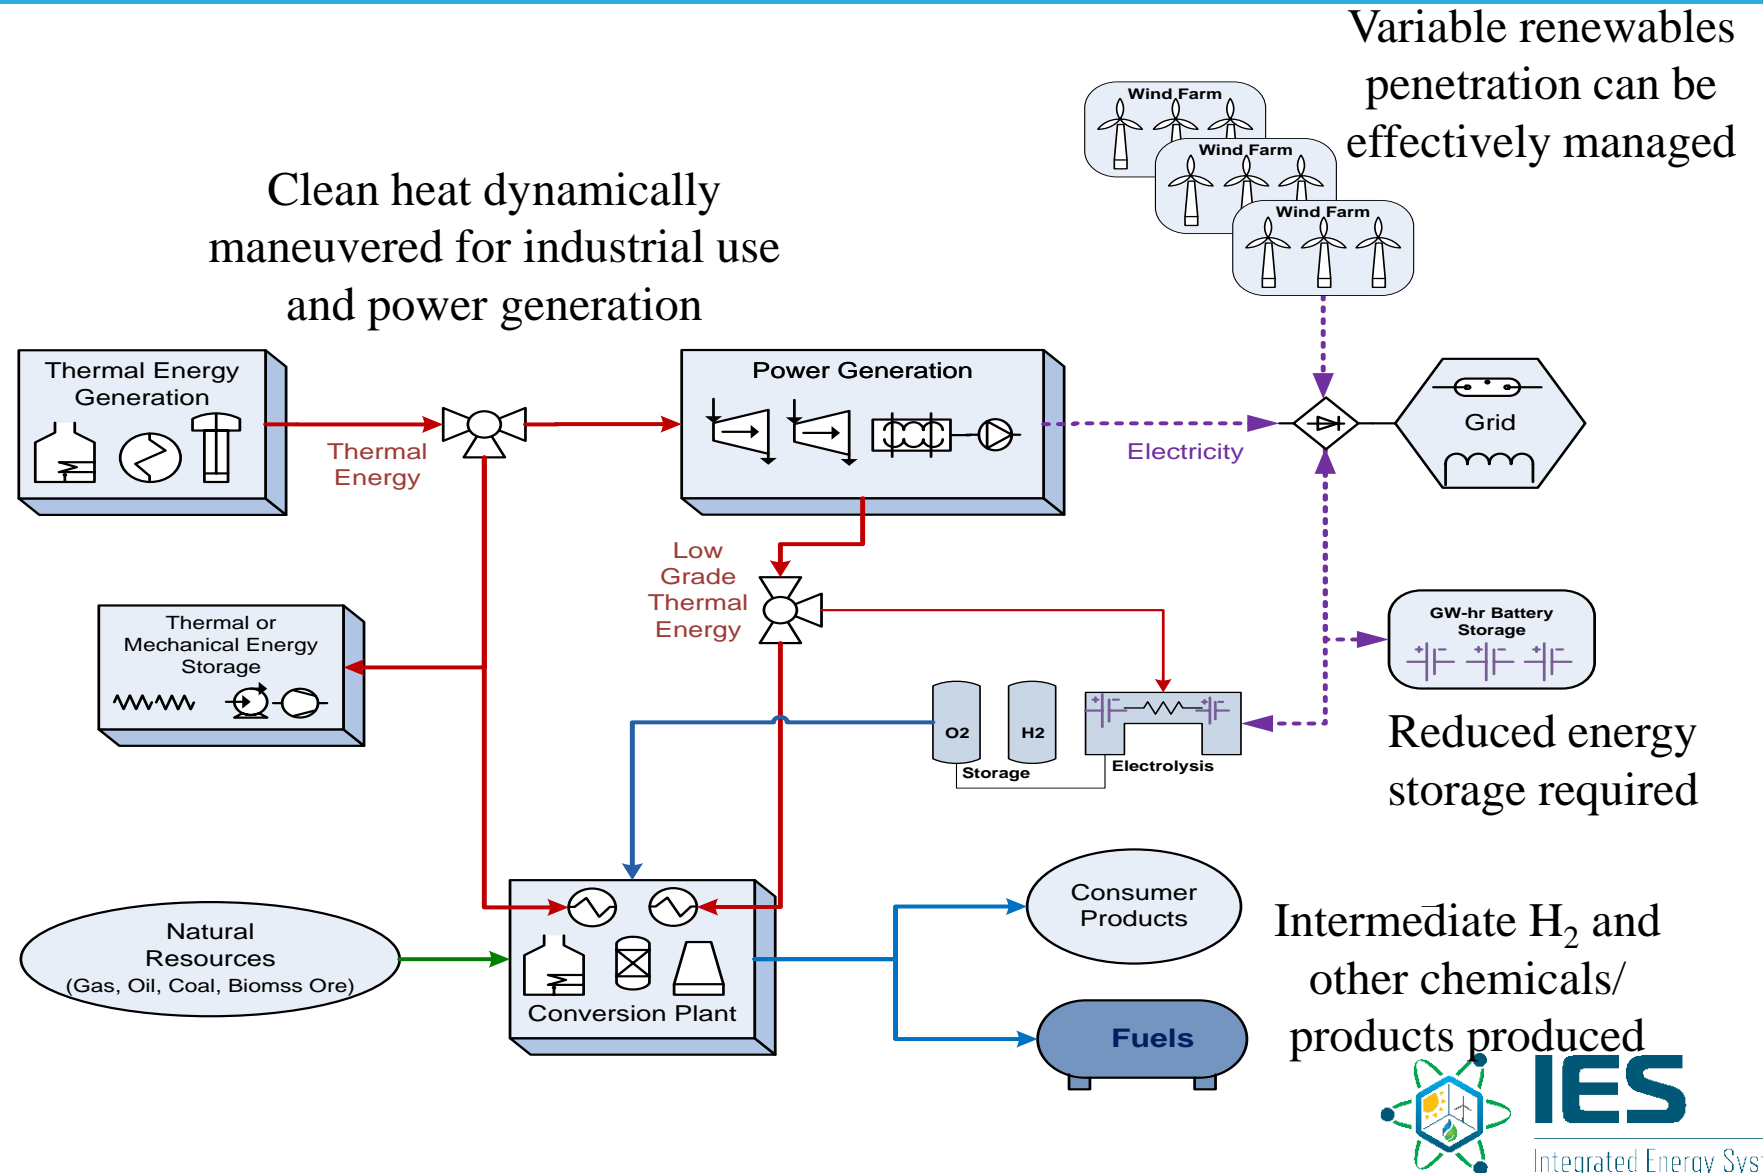 Variable renewables
penetration can be
effectively managed
Wind Farm
Wind Farm
Wind Farm
Clean heat dynamically
maneuvered for industrial use
and power generation
Thermal Energy
Generation
Thermal
Energy
Power Generation
Electricity
Grid
Low
Grade
Thermal
Energy
Thermal or
Mechanical Energy
Storage
GW-hr Battery
Storage
O2
H2
Storage
Electrolysis
Reduced energy
storage required
Natural
Resources
(Gas, Oil, Coal, Biomss Ore)
Conversion Plant
Consumer
Products
Fuels
Intermediate H₂ and
other chemicals/
products produced
IES
Integrated Energy Sys